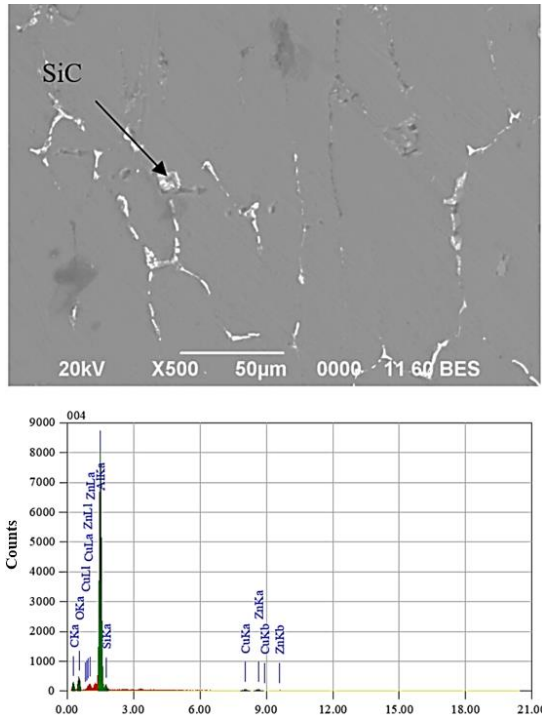 SiC
20kV X500 50µm 0000 11 60 BES
004
9000
8000
7000
6000
5000
4000
3000
2000
1000
0
Counts
CKa
OKa
CuLl
CuLa
ZnLl
ZnLa
AlKa
SiKa
CuKa
ZnKa
CuKb
ZnKb
0.00 3.00 6.00 9.00 12.00 15.00 18.00 21.00